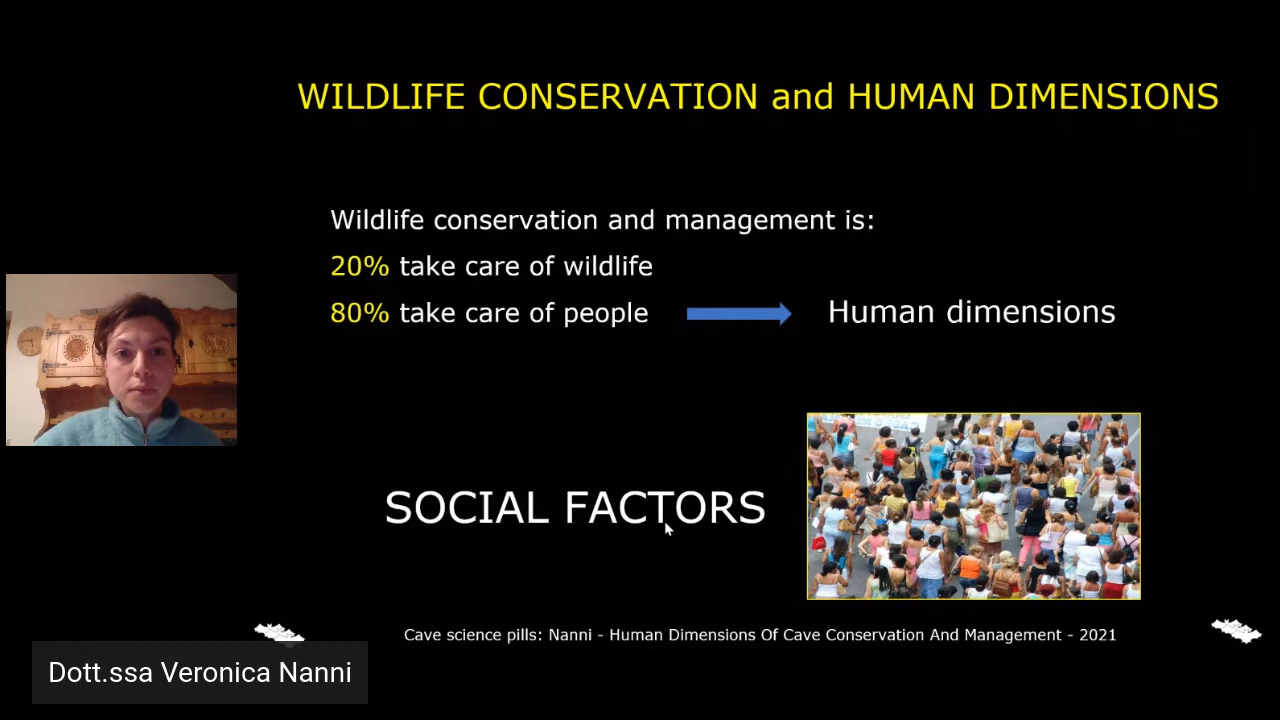 WILDLIFE CONSERVATION and HUMAN DIMENSIONS
Wildlife conservation and management is:
20% take care of wildlife
80% take care of people
Human dimensions
SOCIAL FACTORS
Cave science pills: Nanni - Human Dimensions Of Cave Conservation And Management - 2021
Dott.ssa Veronica Nanni